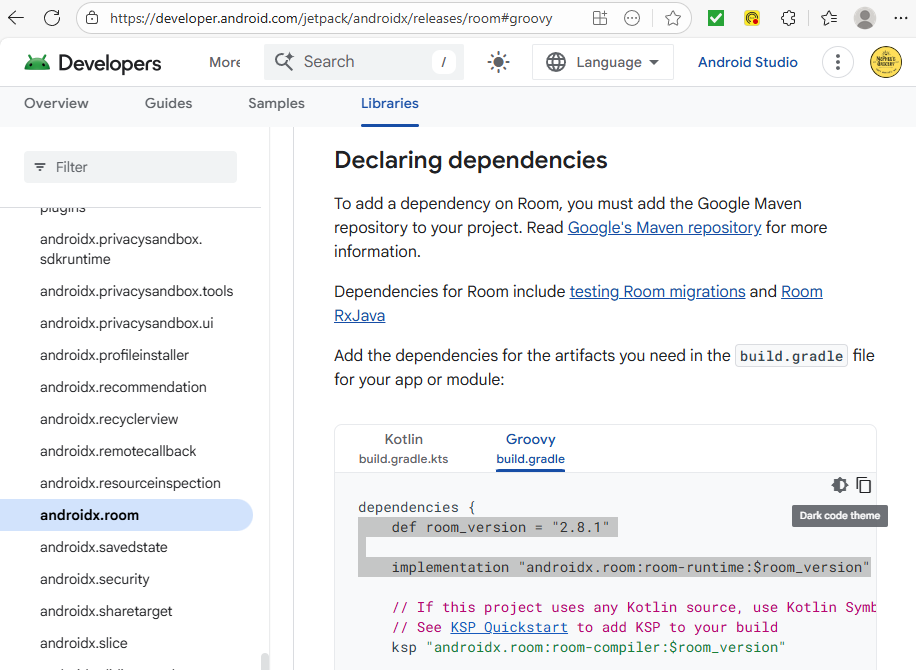 https://developer.android.com/jetpack/androidx/releases/room#groovy
Developers
More
Search
/
Language
Android Studio
Overview
Guides
Samples
Libraries
Filter
plugins
androidx.privacysandbox.
sdkruntime
androidx.privacysandbox.tools
androidx.privacysandbox.ui
androidx.profileinstaller
androidx.recommendation
androidx.recyclerview
androidx.remotecallback
androidx.resourceinspection
androidx.room
androidx.savedstate
androidx.security
androidx.sharetarget
androidx.slice
Declaring dependencies
To add a dependency on Room, you must add the Google Maven
repository to your project. Read Google's Maven repository for more
information.
Dependencies for Room include testing Room migrations and Room
RxJava
Add the dependencies for the artifacts you need in the build.gradle file
for your app or module:
Kotlin
build.gradle.kts
Groovy
build.gradle
Dark code theme
dependencies {
def room_version = "2.8.1"
implementation "androidx.room:room-runtime:$room_version"
// If this project uses any Kotlin source, use Kotlin Symb
// See KSP Quickstart to add KSP to your build
ksp "androidx.room:room-compiler:$room_version"